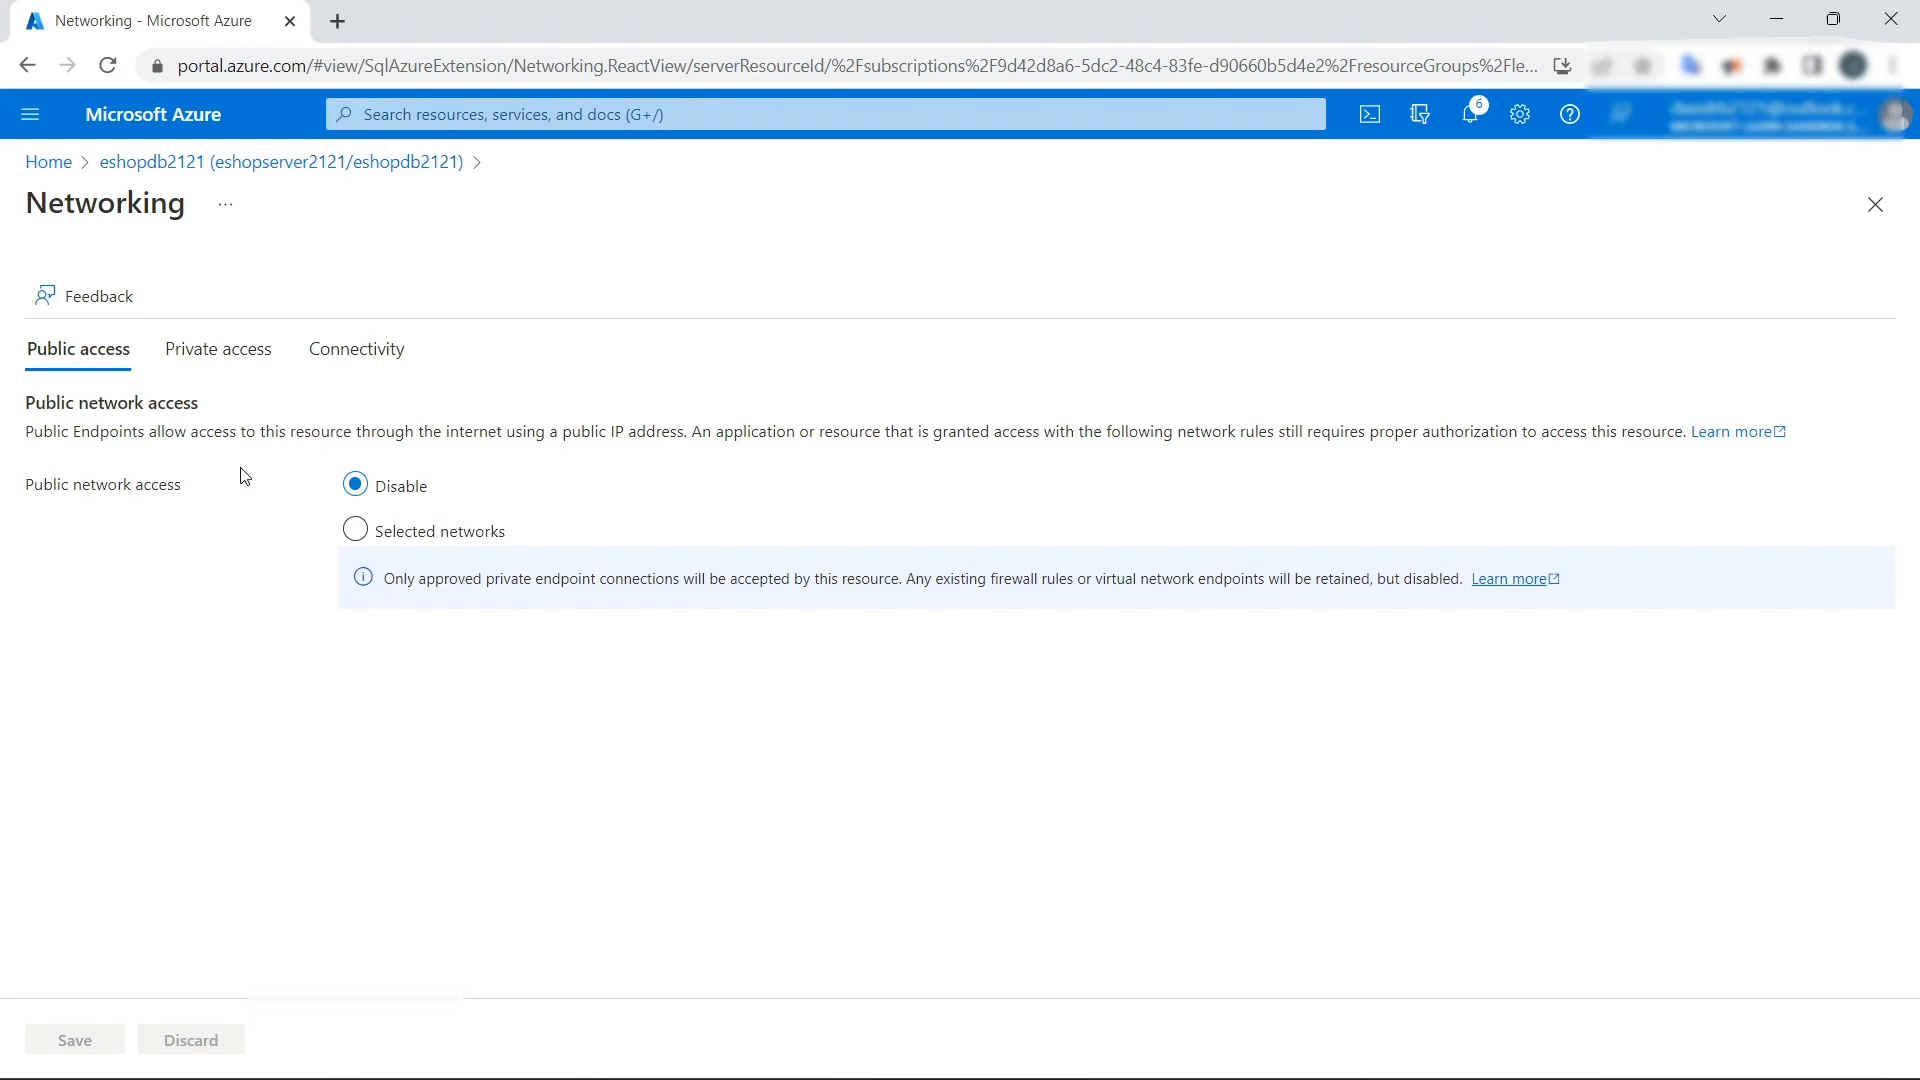 Networking - Microsoft Azure
portal.azure.com/#view/SqlAzureExtension/Networking.ReactView/serverResourceId/%2Fsubscriptions%2F9d42d8a6-5dc2-48c4-83fe-d90660b5d4e2%2FresourceGroups%2Fle...
Microsoft Azure
Search resources, services, and docs (G+/)
6
Home > eshopdb2121 (eshopserver2121/eshopdb2121) >
Networking ...
Feedback
Public access Private access Connectivity
Public network access
Public Endpoints allow access to this resource through the internet using a public IP address. An application or resource that is granted access with the following network rules still requires proper authorization to access this resource. Learn more
Public network access
Disable
Selected networks
Only approved private endpoint connections will be accepted by this resource. Any existing firewall rules or virtual network endpoints will be retained, but disabled. Learn more
Save Discard